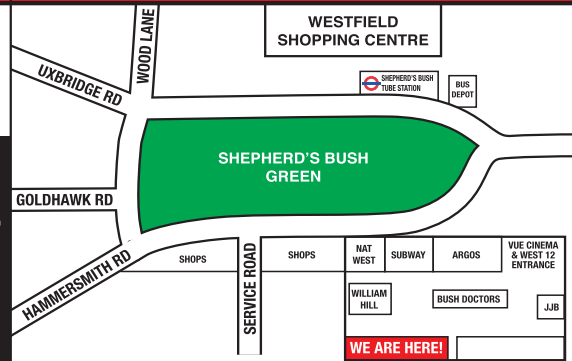 WESTFIELD
SHOPPING CENTRE
WOOD LANE
UXBRIDGE RD
SHEPHERD'S BUSH
TUBE STATION
BUS
DEPOT
SHEPHERD'S BUSH
GREEN
GOLDHAWK RD
HAMMERSMITH RD
SHOPS
SERVICE ROAD
SHOPS
NAT
WEST
SUBWAY
ARGOS
VUE CINEMA
& WEST 12
ENTRANCE
WILLIAM
HILL
BUSH DOCTORS
JJB
WE ARE HERE!